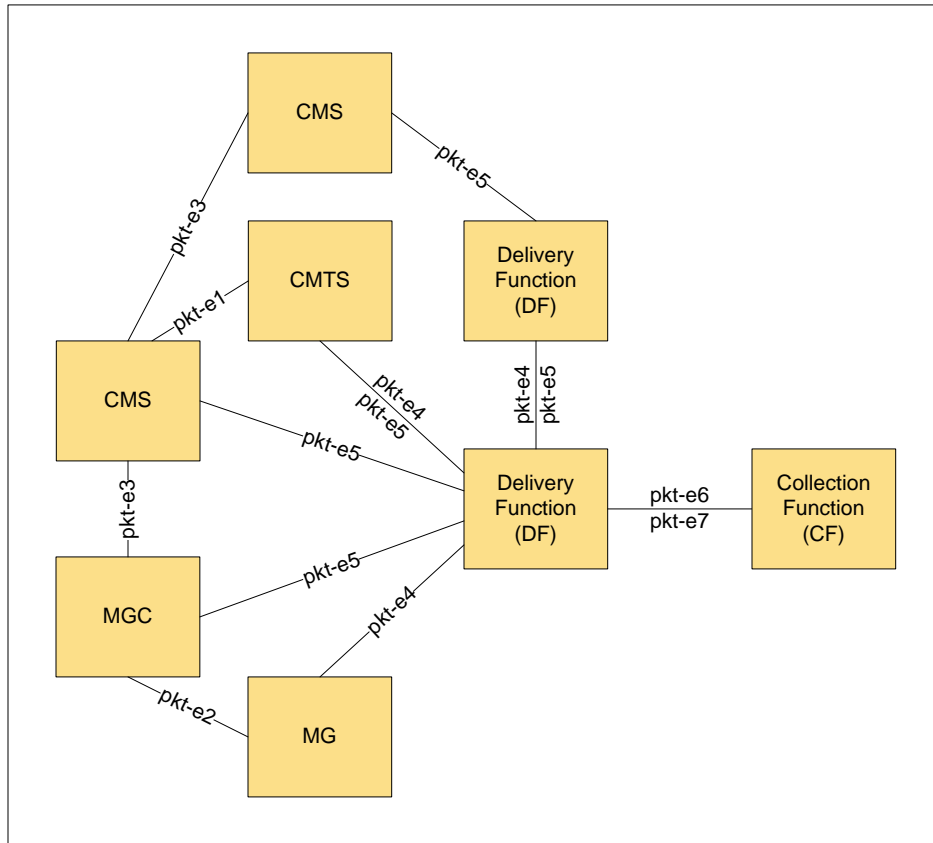 CMS
pkt-e5
pkt-e3
CMTS
Delivery
Function
(DF)
pkt-e1
CMS
pkt-e4
pkt-e5
pkt-e4
pkt-e5
pkt-e5
Delivery
Function
(DF)
pkt-e6
pkt-e7
Collection
Function
(CF)
pkt-e3
pkt-e5
MGC
pkt-e4
pkt-e2
MG